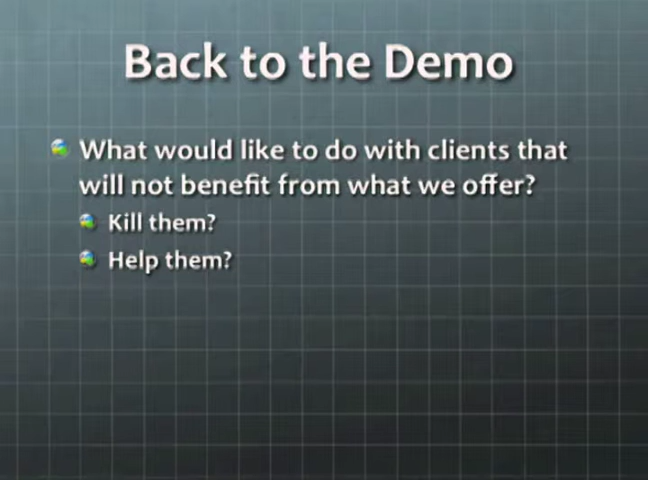 Back to the Demo
What would like to do with clients that
will not benefit from what we offer?
Kill them?
Help them?